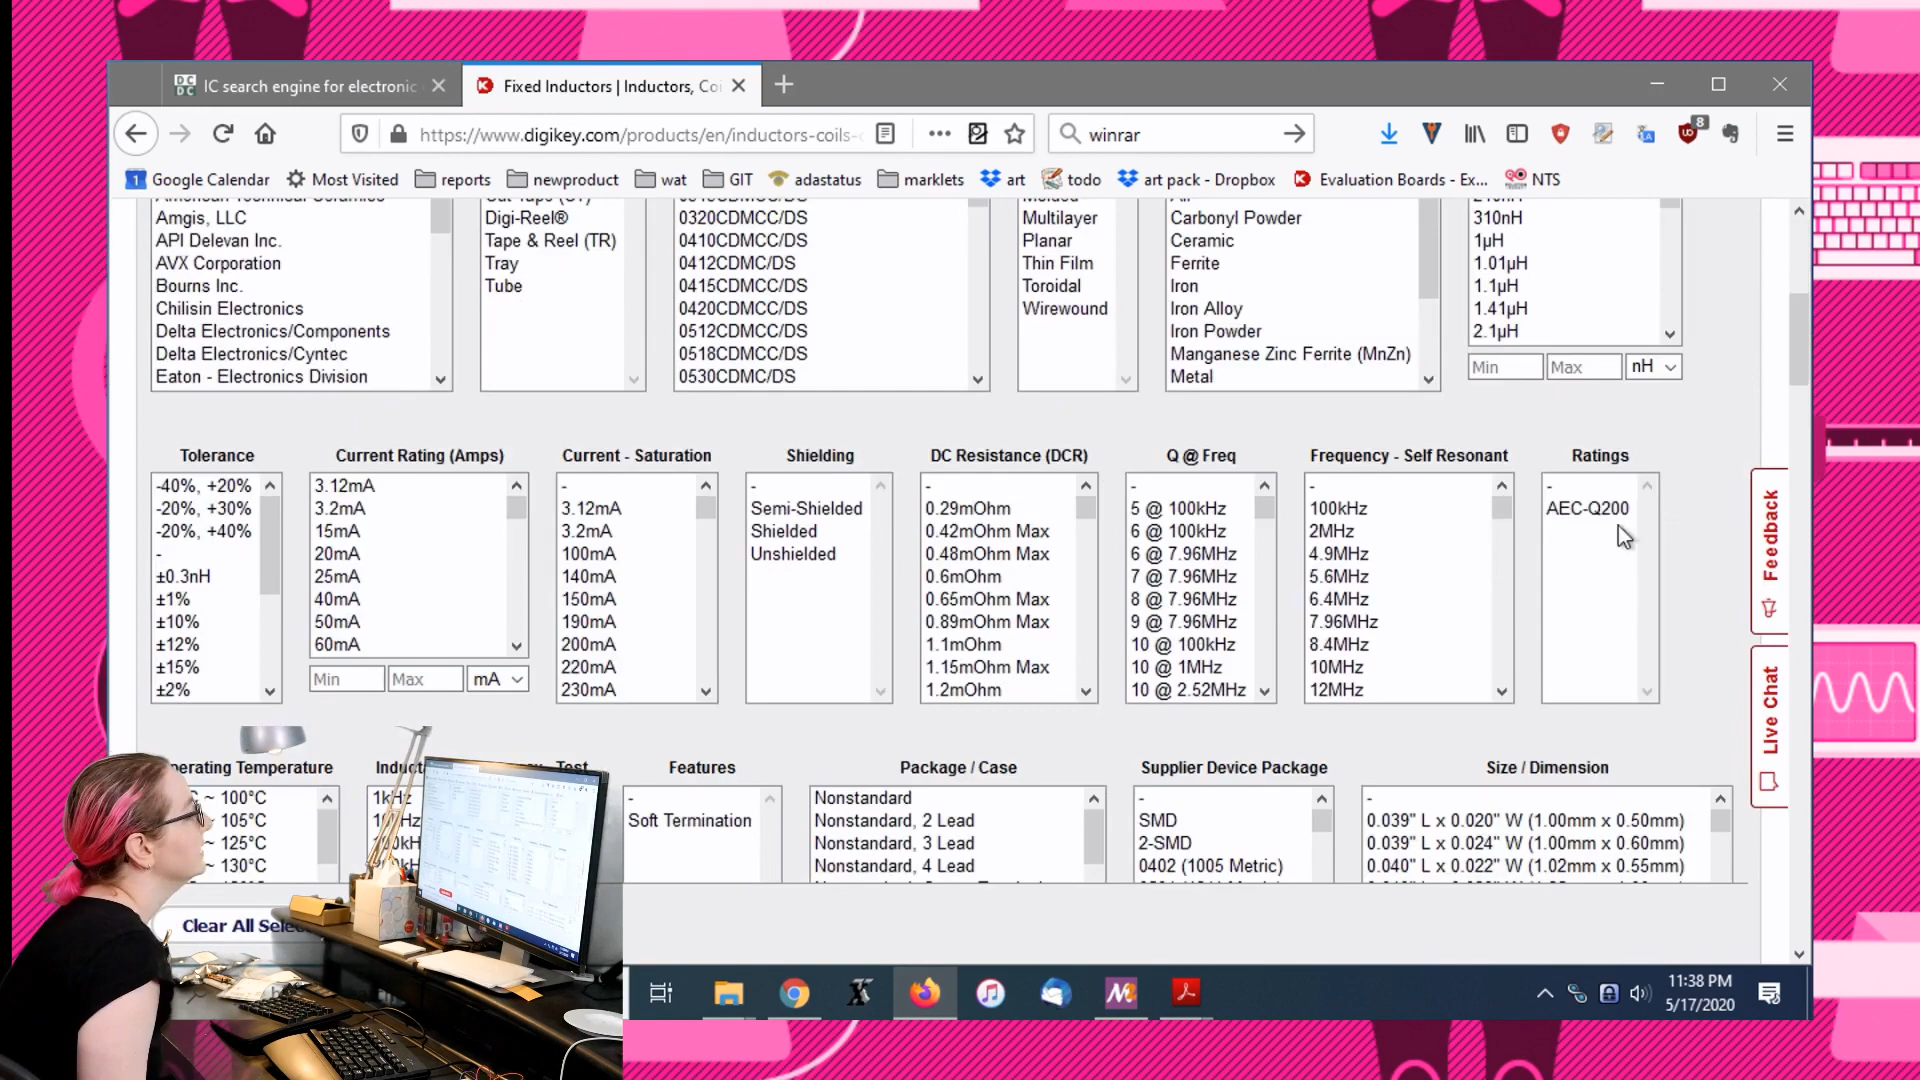 IC search engine for electronic
Fixed Inductors | Inductors, Coi
https://www.digikey.com/products/en/inductors-coils-
winrar
8
1 Google Calendar
Most Visited
reports
newproduct
wat
GIT
adastatus
marklets
art
todo
art pack - Dropbox
Evaluation Boards - Ex...
NTS
Amgis, LLC
API Delevan Inc.
AVX Corporation
Bourns Inc.
Chilisin Electronics
Delta Electronics/Components
Delta Electronics/Cyntec
Eaton - Electronics Division
Digi-Reel®
Tape & Reel (TR)
Tray
Tube
0320CDMCC/DS
0410CDMCC/DS
0412CDMC/DS
0415CDMC/DS
0420CDMCC/DS
0512CDMCC/DS
0518CDMCC/DS
0530CDMC/DS
Multilayer
Planar
Thin Film
Toroidal
Wirewound
Carbonyl Powder
Ceramic
Ferrite
Iron
Iron Alloy
Iron Powder
Manganese Zinc Ferrite (MnZn)
Metal
310nH
1µH
1.01µH
1.1µH
1.41µH
2.1µH
Min
Max
nH
Tolerance
-40%, +20%
-20%, +30%
-20%, +40%
-
±0.3nH
±1%
±10%
±12%
±15%
±2%
Current Rating (Amps)
3.12mA
3.2mA
15mA
20mA
25mA
40mA
50mA
60mA
Min
Max
mA
Current - Saturation
-
3.12mA
3.2mA
100mA
140mA
150mA
190mA
200mA
220mA
230mA
Shielding
-
Semi-Shielded
Shielded
Unshielded
DC Resistance (DCR)
-
0.29mOhm
0.42mOhm Max
0.48mOhm Max
0.6mOhm
0.65mOhm Max
0.89mOhm Max
1.1mOhm
1.15mOhm Max
1.2mOhm
Q @ Freq
-
5 @ 100kHz
6 @ 100kHz
6 @ 7.96MHz
7 @ 7.96MHz
8 @ 7.96MHz
9 @ 7.96MHz
10 @ 100kHz
10 @ 1MHz
10 @ 2.52MHz
Frequency - Self Resonant
-
100kHz
2MHz
4.9MHz
5.6MHz
6.4MHz
7.96MHz
8.4MHz
10MHz
12MHz
Ratings
-
AEC-Q200
Feedback
Live Chat
perating Temperature
°C ~ 100°C
~ 105°C
~ 125°C
~ 130°C
Induct
Test
1kHz
Features
-
Soft Termination
Package / Case
Nonstandard
Nonstandard, 2 Lead
Nonstandard, 3 Lead
Nonstandard, 4 Lead
Supplier Device Package
-
SMD
2-SMD
0402 (1005 Metric)
Size / Dimension
-
0.039" L x 0.020" W (1.00mm x 0.50mm)
0.039" L x 0.024" W (1.00mm x 0.60mm)
0.040" L x 0.022" W (1.02mm x 0.55mm)
Clear All Sele
11:38 PM
5/17/2020